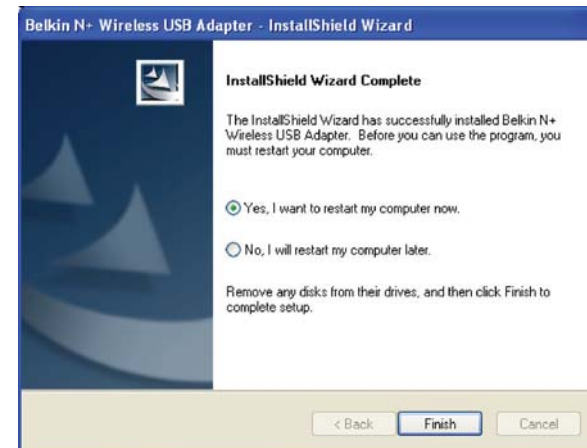 Belkin N+ Wireless USB Adapter - InstallShield Wizard
InstallShield Wizard Complete
The InstallShield Wizard has successfully installed Belkin N+
Wireless USB Adapter. Before you can use the program, you
must restart your computer.
Yes, I want to restart my computer now.
No, I will restart my computer later.
Remove any disks from their drives, and then click Finish to
complete setup.
< Back
Finish
Cancel